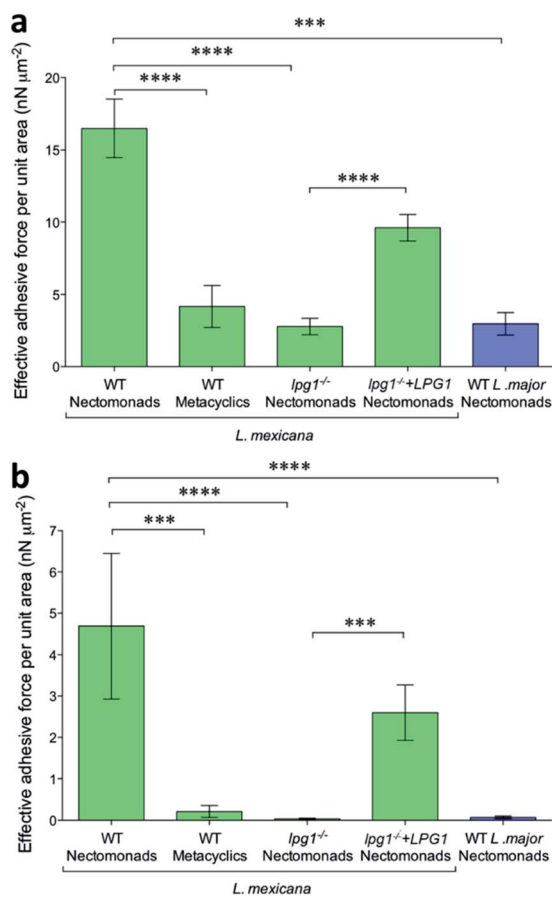 a
***
****
****
****
Effective adhesive force per unit area (nN μm-2)
20
15
10
5
0
WT Nectomonads
WT Metacyclics
lpg1-/- Nectomonads
lpg1-/-+LPG1 Nectomonads
WT L .major Nectomonads
L. mexicana
b
****
****
***
***
Effective adhesive force per unit area (nN μm-2)
7
6
5
4
3
2
1
0
WT Nectomonads
WT Metacyclics
lpg1-/- Nectomonads
lpg1-/-+LPG1 Nectomonads
WT L .major Nectomonads
L. mexicana